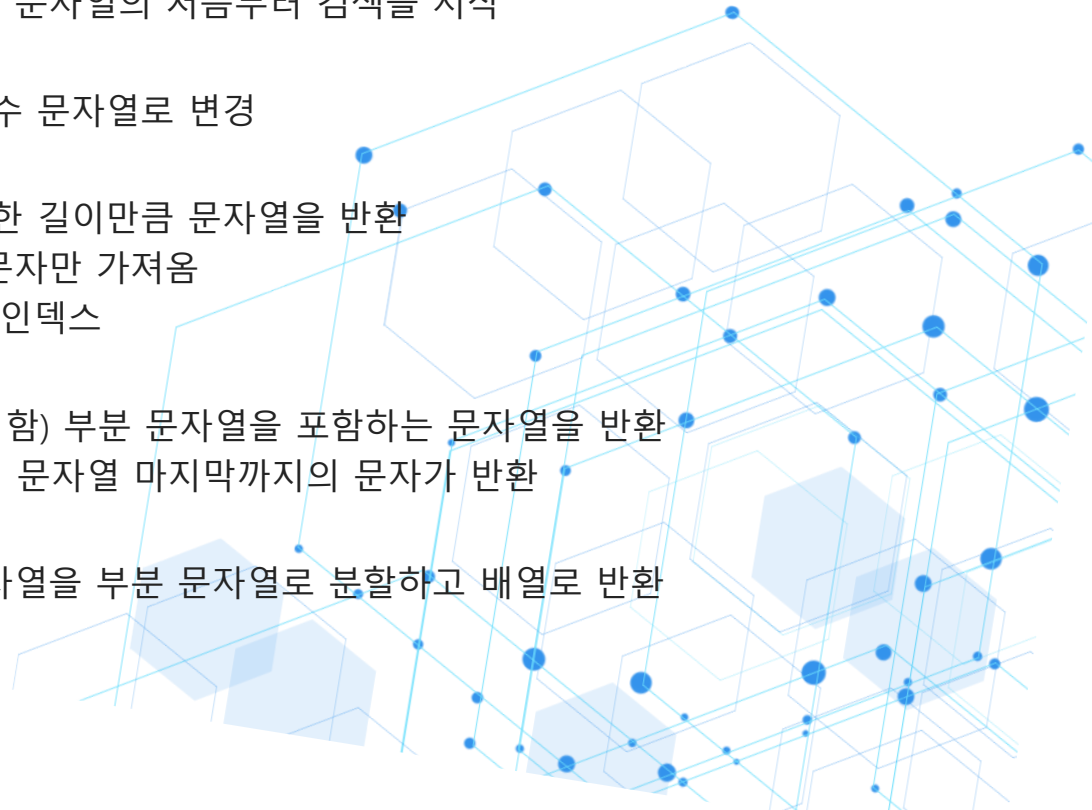 문자열의 처음부터 검색을 시작
수 문자열로 변경
한 길이만큼 문자열을 반환
문자만 가져옴
인덱스
함) 부분 문자열을 포함하는 문자열을 반환
문자열 마지막까지의 문자가 반환
자열을 부분 문자열로 분할하고 배열로 반환